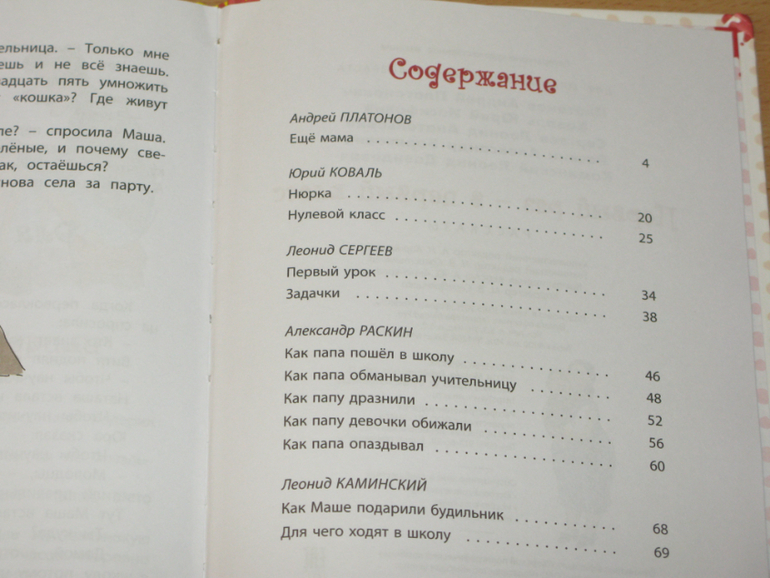 ельница. – Только мне
ешь и не всё знаешь.
адцать пять умножить
«кошка»? Где живут
ле? – спросила Маша.
лёные, и почему све-
ак, остаёшься?
нова села за парту.
Содержание
Андрей ПЛАТОНОВ
Ещё мама . . . . . . . . . . . . . . . . . . . . . . . . . . . . 4
Юрий КОВАЛЬ
Нюрка . . . . . . . . . . . . . . . . . . . . . . . . . . . . 20
Нулевой класс . . . . . . . . . . . . . . . . . . . . . . . . 25
Леонид СЕРГЕЕВ
Первый урок . . . . . . . . . . . . . . . . . . . . . . . . 34
Задачки . . . . . . . . . . . . . . . . . . . . . . . . . . . 38
Александр РАСКИН
Как папа пошёл в школу . . . . . . . . . . . . . . . . 46
Как папа обманывал учительницу . . . . . . . . . 48
Как папу дразнили . . . . . . . . . . . . . . . . . . . . 52
Как папу девочки обижали . . . . . . . . . . . . . . 56
Как папа опаздывал . . . . . . . . . . . . . . . . . . . 60
Леонид КАМИНСКИЙ
Как Маше подарили будильник . . . . . . . . . . . 68
Для чего ходят в школу . . . . . . . . . . . . . . . . 69